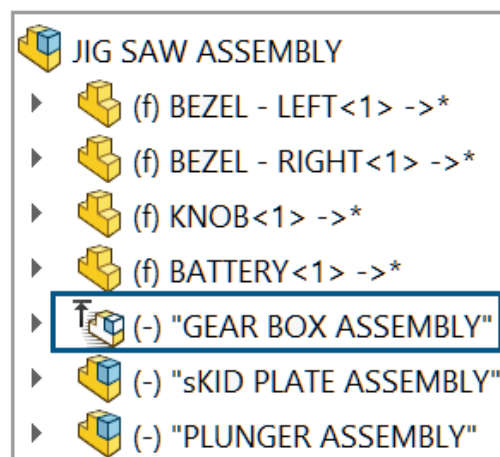 JIG SAW ASSEMBLY
(f) BEZEL - LEFT<1> ->*
(f) BEZEL - RIGHT<1> ->*
(f) KNOB<1> ->*
(f) BATTERY<1> ->*
(-) "GEAR BOX ASSEMBLY"
(-) "sKID PLATE ASSEMBLY"
(-) "PLUNGER ASSEMBLY"